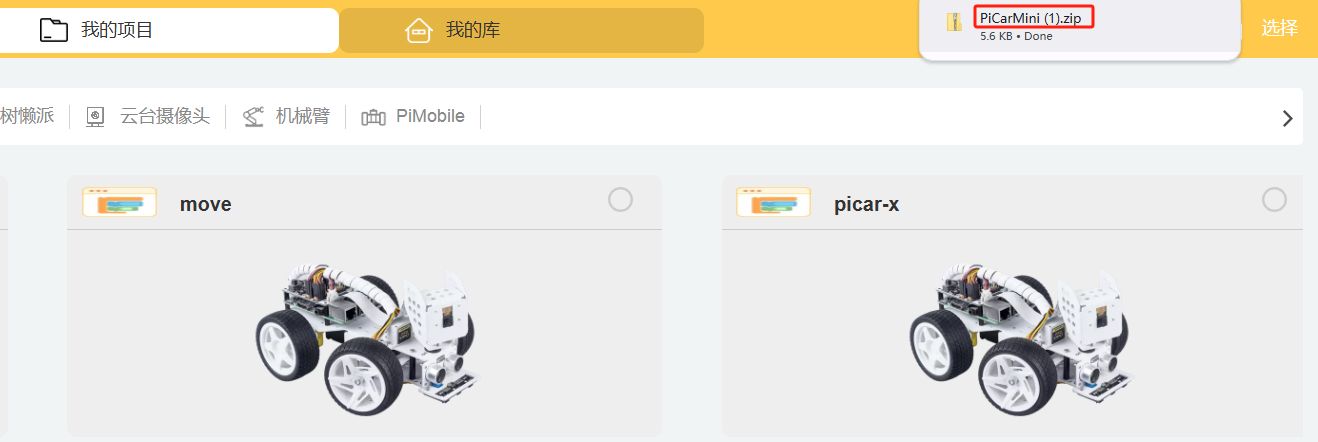 我的项目
我的库
PiCarMini (1).zip
5.6 KB • Done
选择
树懒派
云台摄像头
机械臂
PiMobile
move
picar-x